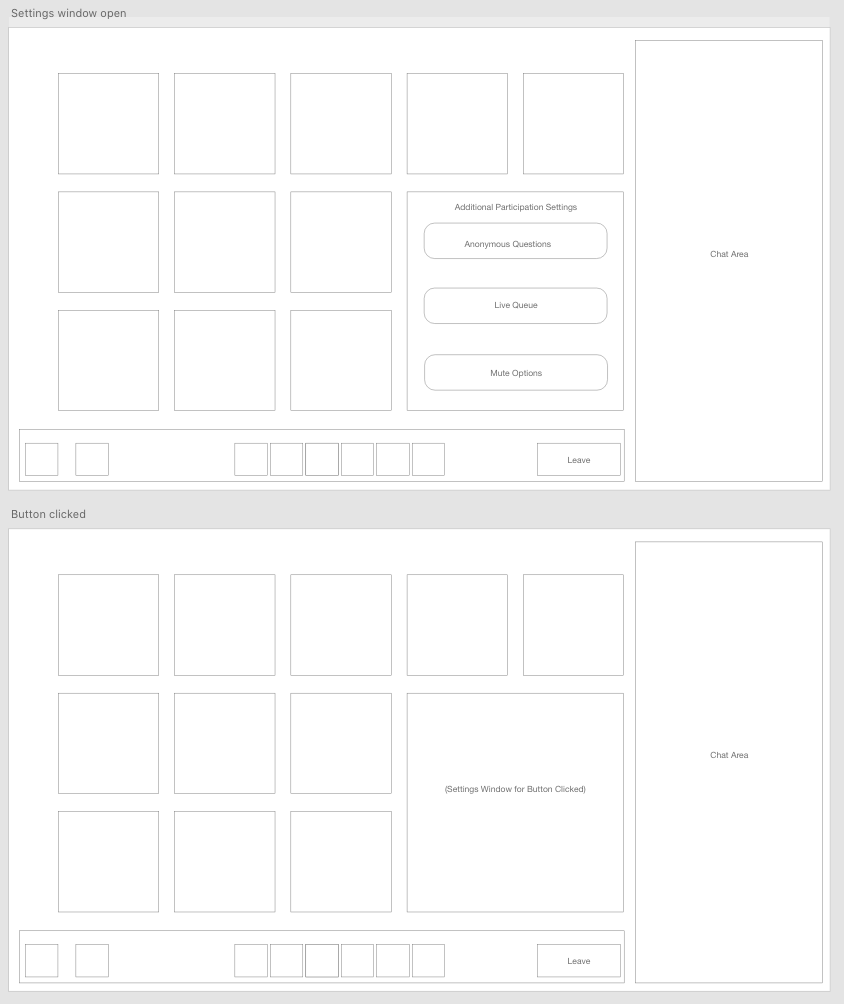 Settings window open
Additional Participation Settings
Anonymous Questions
Live Queue
Mute Options
Chat Area
Leave
Button clicked
(Settings Window for Button Clicked)
Chat Area
Leave